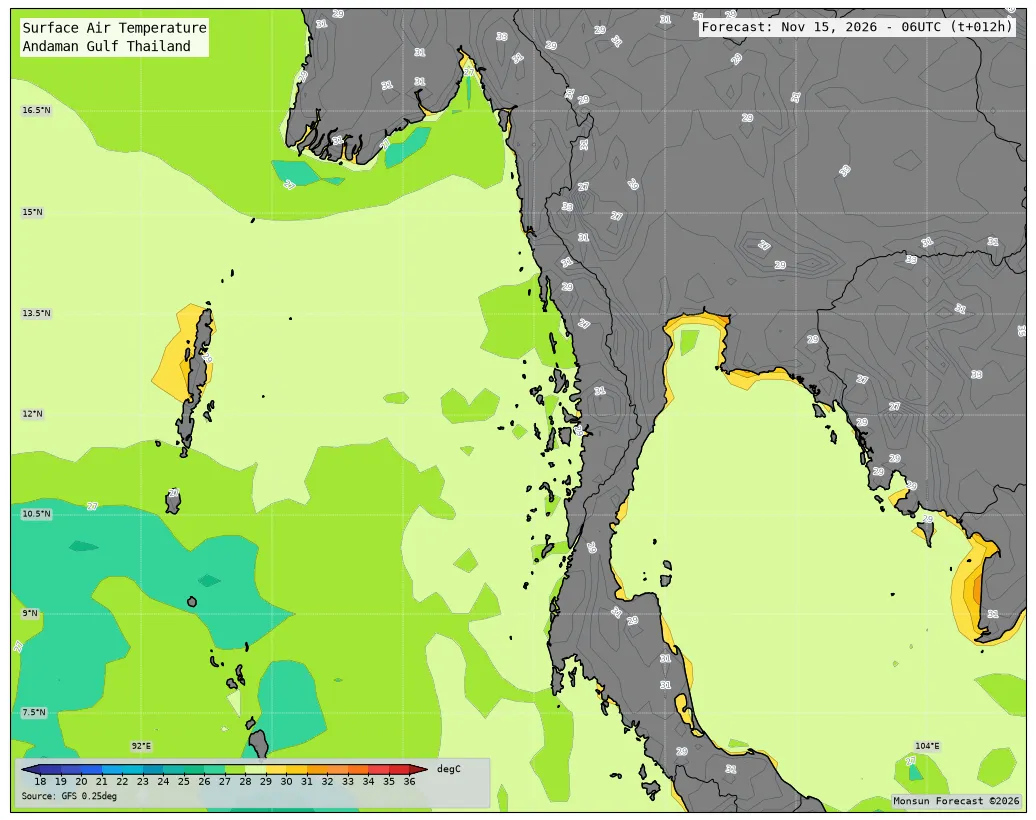 Surface Air Temperature
Andaman Gulf Thailand
Forecast: Nov 15, 2026 - 06UTC (t+012h)
16.5°N
15°N
13.5°N
12°N
10.5°N
9°N
7.5°N
92°E
104°E
degC
18 19 20 21 22 23 24 25 26 27 28 29 30 31 32 33 34 35 36
Source: GFS 0.25deg
Monsun Forecast ©2026